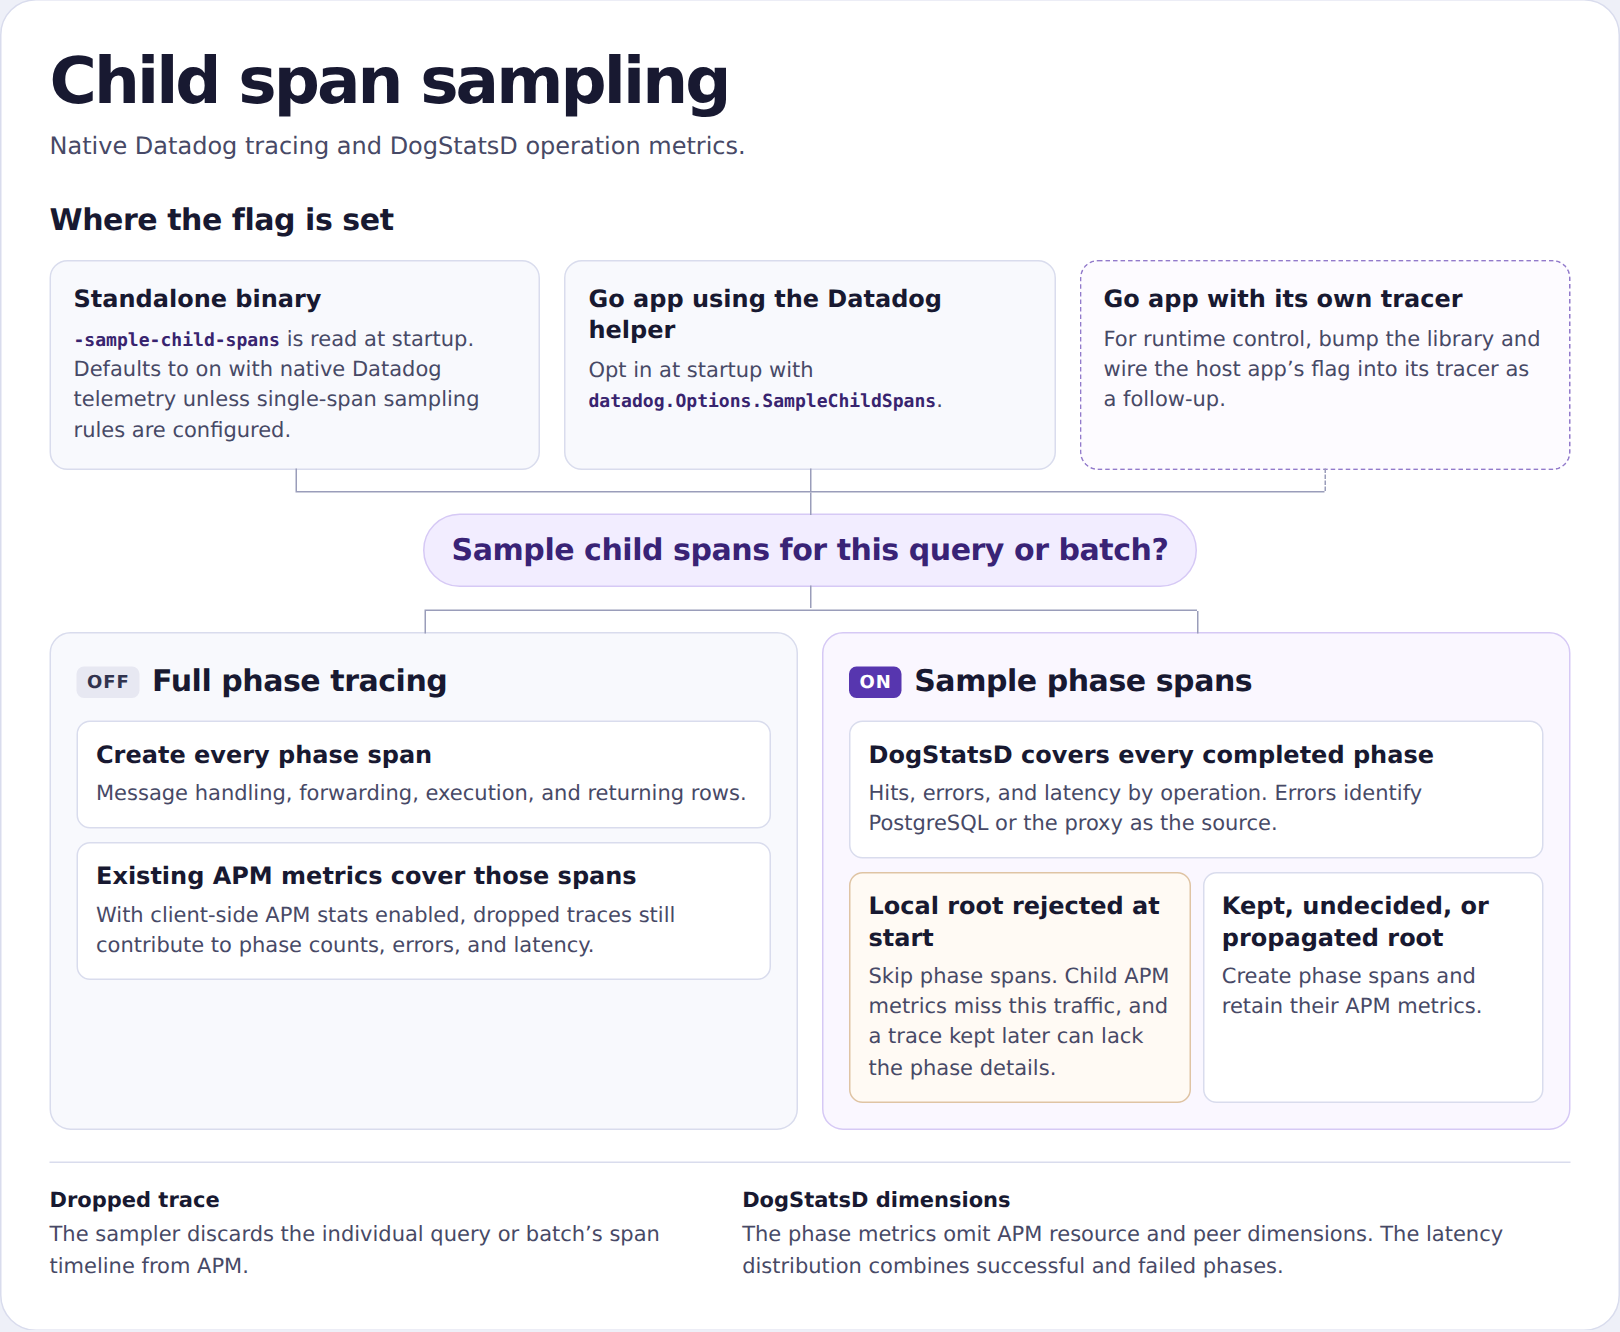 Child span sampling
Native Datadog tracing and DogStatsD operation metrics.
Where the flag is set
Standalone binary
-sample-child-spans is read at startup.
Defaults to on with native Datadog
telemetry unless single-span sampling
rules are configured.
Go app using the Datadog
helper
Opt in at startup with
datadog.Options.SampleChildSpans.
Go app with its own tracer
For runtime control, bump the library and
wire the host app’s flag into its tracer as
a follow-up.
Sample child spans for this query or batch?
OFF Full phase tracing
Create every phase span
Message handling, forwarding, execution, and returning rows.
Existing APM metrics cover those spans
With client-side APM stats enabled, dropped traces still
contribute to phase counts, errors, and latency.
ON Sample phase spans
DogStatsD covers every completed phase
Hits, errors, and latency by operation. Errors identify
PostgreSQL or the proxy as the source.
Local root rejected at
start
Skip phase spans. Child APM
metrics miss this traffic, and
a trace kept later can lack
the phase details.
Kept, undecided, or
propagated root
Create phase spans and
retain their APM metrics.
Dropped trace
The sampler discards the individual query or batch’s span
timeline from APM.
DogStatsD dimensions
The phase metrics omit APM resource and peer dimensions. The latency
distribution combines successful and failed phases.